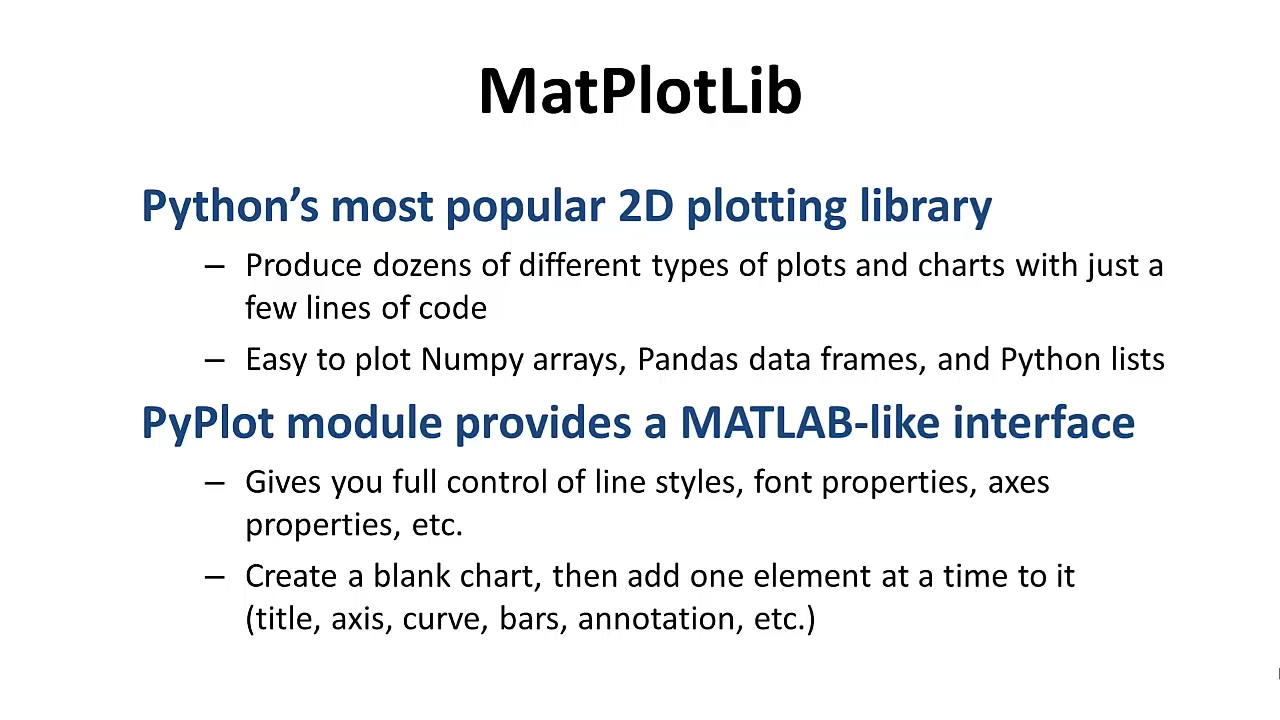 MatPlotLib
Python’s most popular 2D plotting library
– Produce dozens of different types of plots and charts with just a
few lines of code
– Easy to plot Numpy arrays, Pandas data frames, and Python lists
PyPlot module provides a MATLAB-like interface
– Gives you full control of line styles, font properties, axes
properties, etc.
– Create a blank chart, then add one element at a time to it
(title, axis, curve, bars, annotation, etc.)